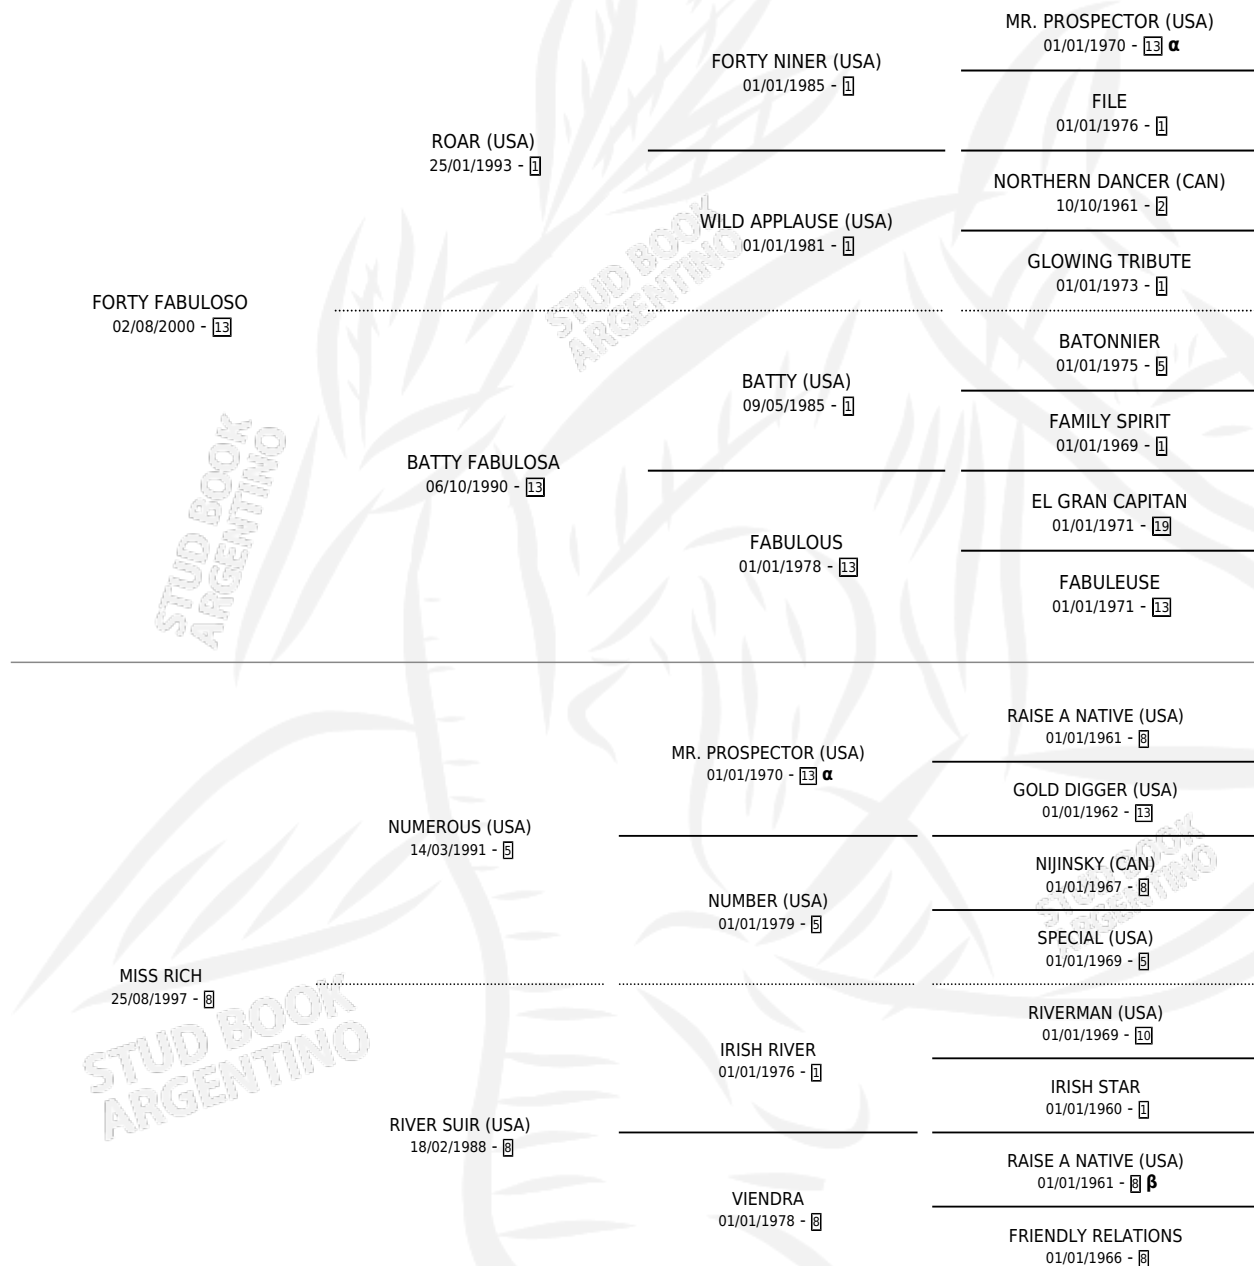 MR. PROSPECTOR (USA)
01/01/1970 - 13 α
FORTY NINER (USA)
01/01/1985 - 1
FILE
01/01/1976 - 1
ROAR (USA)
25/01/1993 - 1
NORTHERN DANCER (CAN)
10/10/1961 - 2
WILD APPLAUSE (USA)
01/01/1981 - 1
GLOWING TRIBUTE
01/01/1973 - 1
FORTY FABULOSO
02/08/2000 - 13
BATONNIER
01/01/1975 - 5
BATTY (USA)
09/05/1985 - 1
FAMILY SPIRIT
01/01/1969 - 1
BATTY FABULOSA
06/10/1990 - 13
EL GRAN CAPITAN
01/01/1971 - 19
FABULOUS
01/01/1978 - 13
FABULEUSE
01/01/1971 - 13
RAISE A NATIVE (USA)
01/01/1961 - 8
MR. PROSPECTOR (USA)
01/01/1970 - 13 α
GOLD DIGGER (USA)
01/01/1962 - 13
NUMEROUS (USA)
14/03/1991 - 5
NIJINSKY (CAN)
01/01/1967 - 8
NUMBER (USA)
01/01/1979 - 5
SPECIAL (USA)
01/01/1969 - 5
MISS RICH
25/08/1997 - 8
RIVERMAN (USA)
01/01/1969 - 10
IRISH RIVER
01/01/1976 - 1
IRISH STAR
01/01/1960 - 1
RIVER SUIR (USA)
18/02/1988 - 8
RAISE A NATIVE (USA)
01/01/1961 - 8 β
VIENDRA
01/01/1978 - 8
FRIENDLY RELATIONS
01/01/1966 - 8
STUD BOOK
ARGENTINO
STUD BOOK
ARGENTINO
STUD BOOK
ARGENTINO
STUD BOOK
ARGENTINO